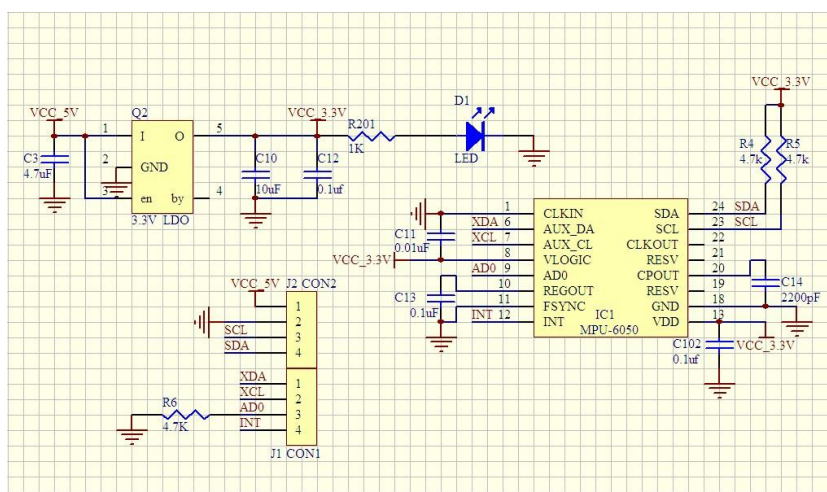 VCC_5V
Q2
VCC_3.3V
1 I O 5
2 GND
3 en by 4
3.3V LDO
C3
4.7uF
C10
10uF
C12
0.1uf
R201
1K
D1
LED
VCC_3.3V
R4
4.7k
R5
4.7k
1 CLKIN SDA 24 SDA
XDA 6 AUX_DA SCL 23 SCL
XCL 7 AUX_CL CLKOUT 22
8 VLOGIC RESV 21
AD0 9 AD0 CPOUT 20
10 REGOUT RESV 19
11 FSYNC GND 18
INT 12 INT VDD 13
IC1
MPU-6050
C11
0.01uF
VCC_3.3V
C13
0.1uF
C14
2200pF
C102
0.1uf
VCC_3.3V
J2 CON2
VCC_5V
1
2
SCL 3
SDA 4
XDA 1
XCL 2
AD0 3
INT 4
J1 CON1
R6
4.7K